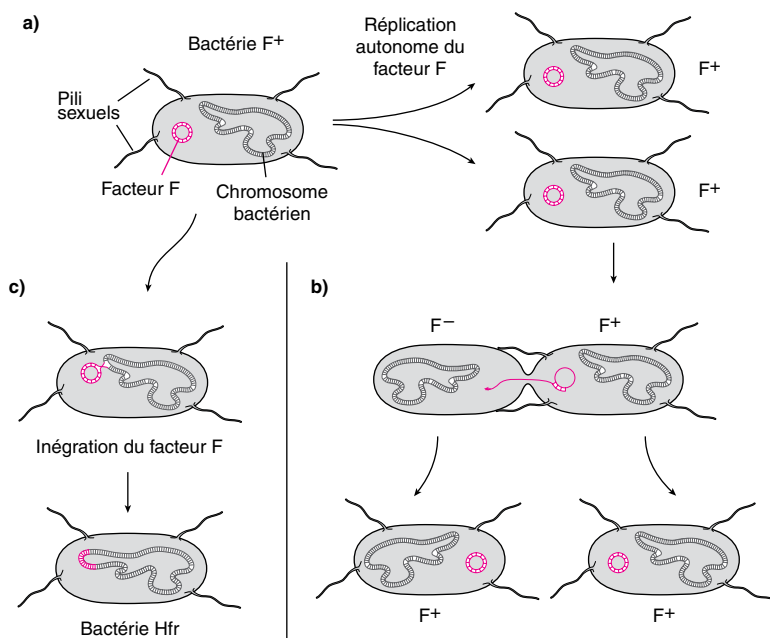 a)
Bactérie F+
Réplication
autonome du
facteur F
F+
Pili
sexuels
Facteur F
Chromosome
bactérien
F+
c)
b)
F–
F+
Inégration du facteur F
Bactérie Hfr
F+
F+